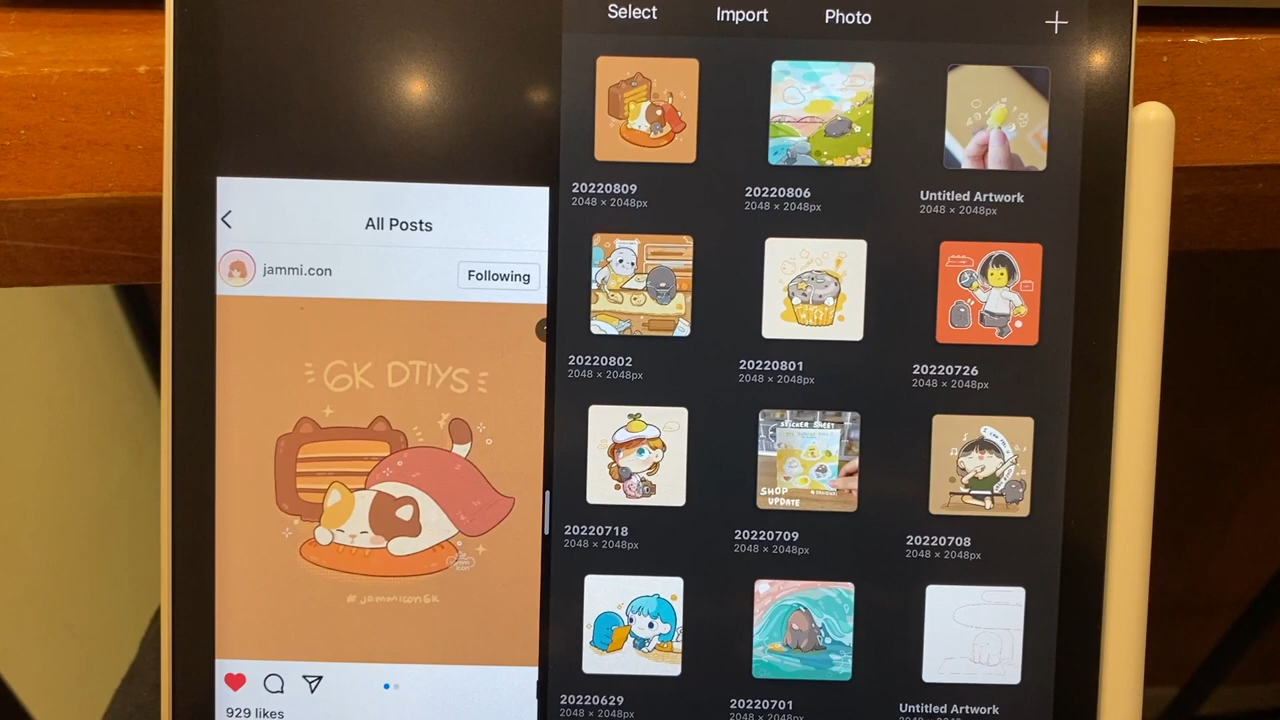 All Posts
jammi.con
Following
6K DTIYS
#jammicon6k
929 likes
Select
Import
Photo
20220809
2048 × 2048px
20220806
2048 × 2048px
Untitled Artwork
2048 × 2048px
20220802
2048 × 2048px
20220801
2048 × 2048px
20220726
2048 × 2048px
20220718
2048 × 2048px
STICKER SHEET
SHOP
UPDATE
20220709
2048 × 2048px
20220708
2048 × 2048px
20220629
2048 × 2048px
20220701
2048 × 2048px
Untitled Artwork